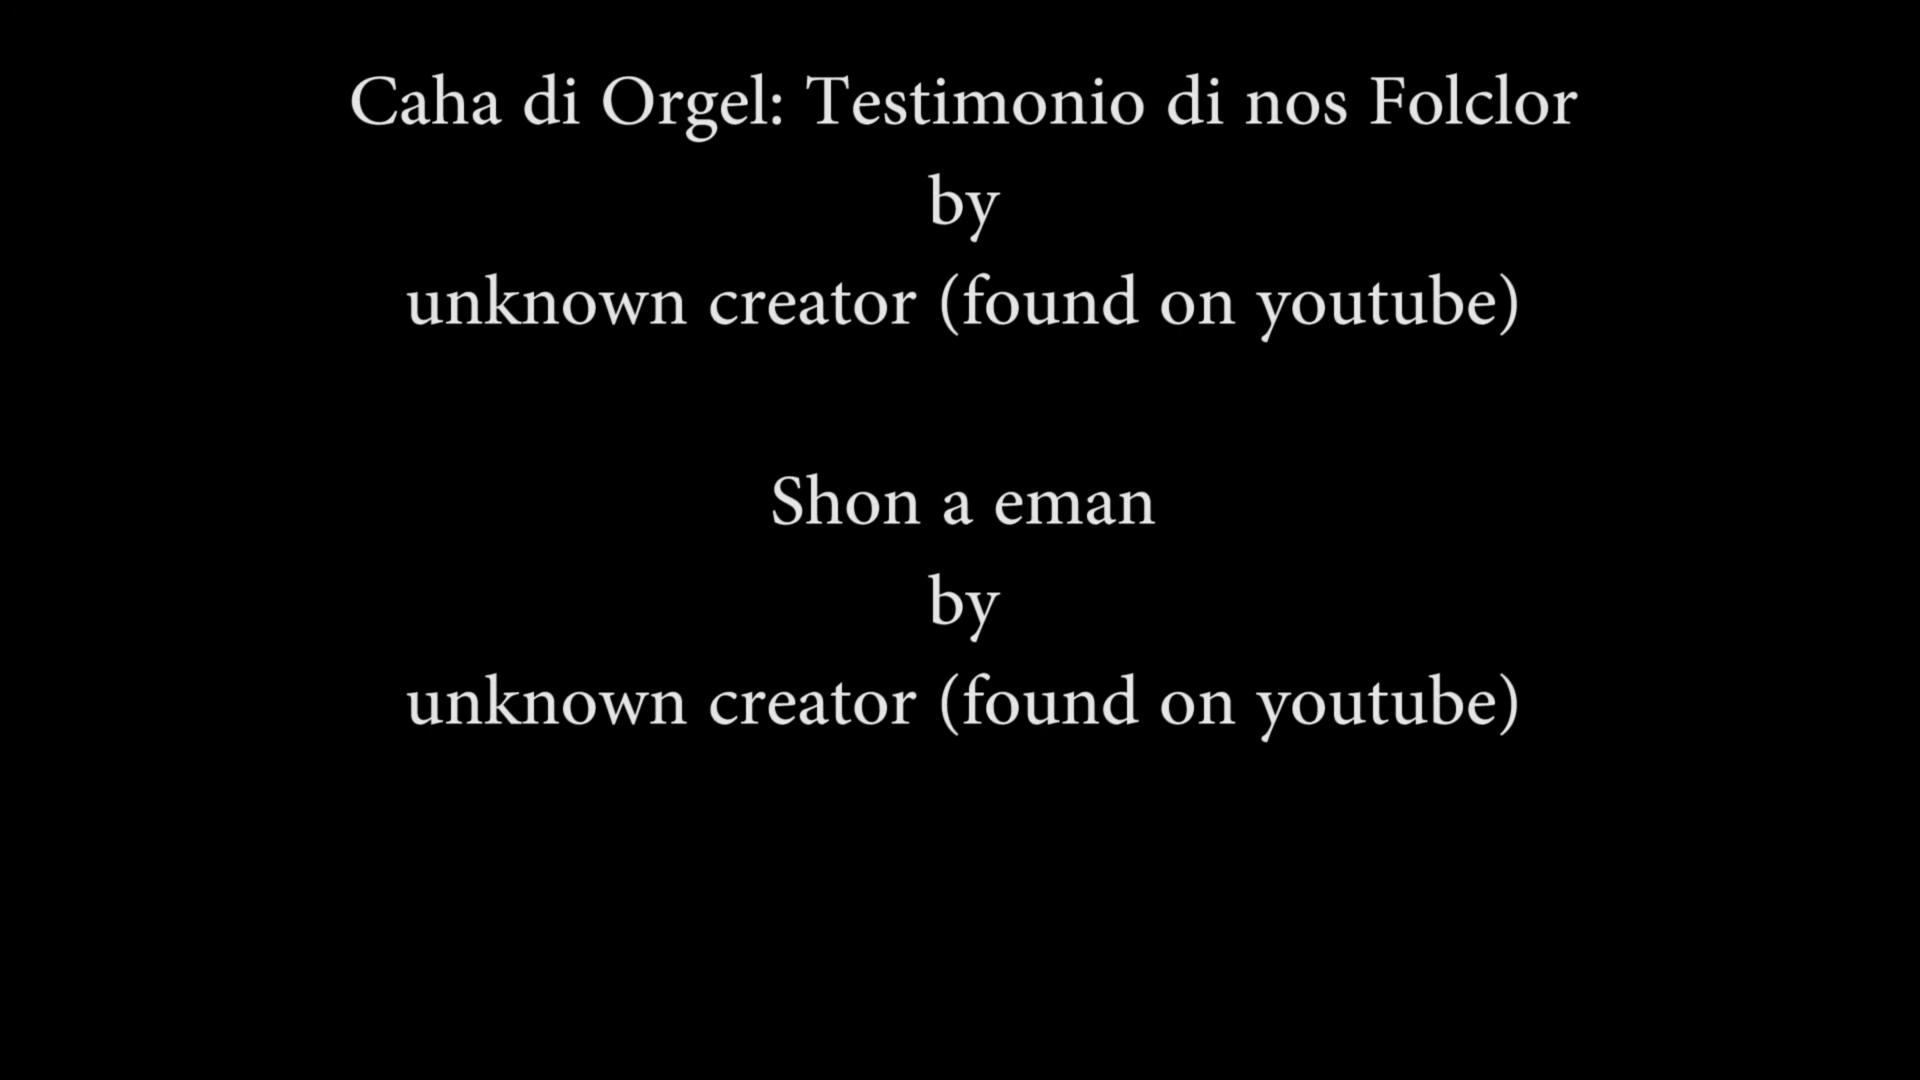 Caha di Orgel: Testimonio di nos Folclor
by
unknown creator (found on youtube)
Shon a eman
by
unknown creator (found on youtube)